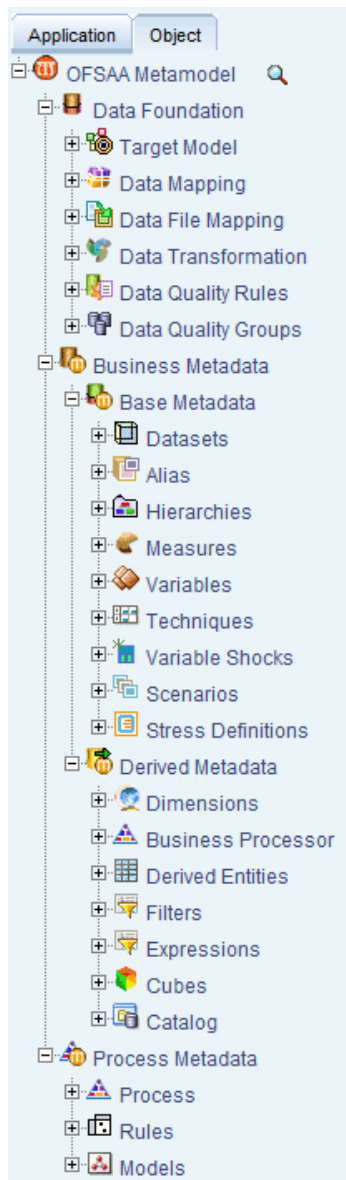 Application Object
OFSAA Metamodel
Data Foundation
Target Model
Data Mapping
Data File Mapping
Data Transformation
Data Quality Rules
Data Quality Groups
Business Metadata
Base Metadata
Datasets
Alias
Hierarchies
Measures
Variables
Techniques
Variable Shocks
Scenarios
Stress Definitions
Derived Metadata
Dimensions
Business Processor
Derived Entities
Filters
Expressions
Cubes
Catalog
Process Metadata
Process
Rules
Models